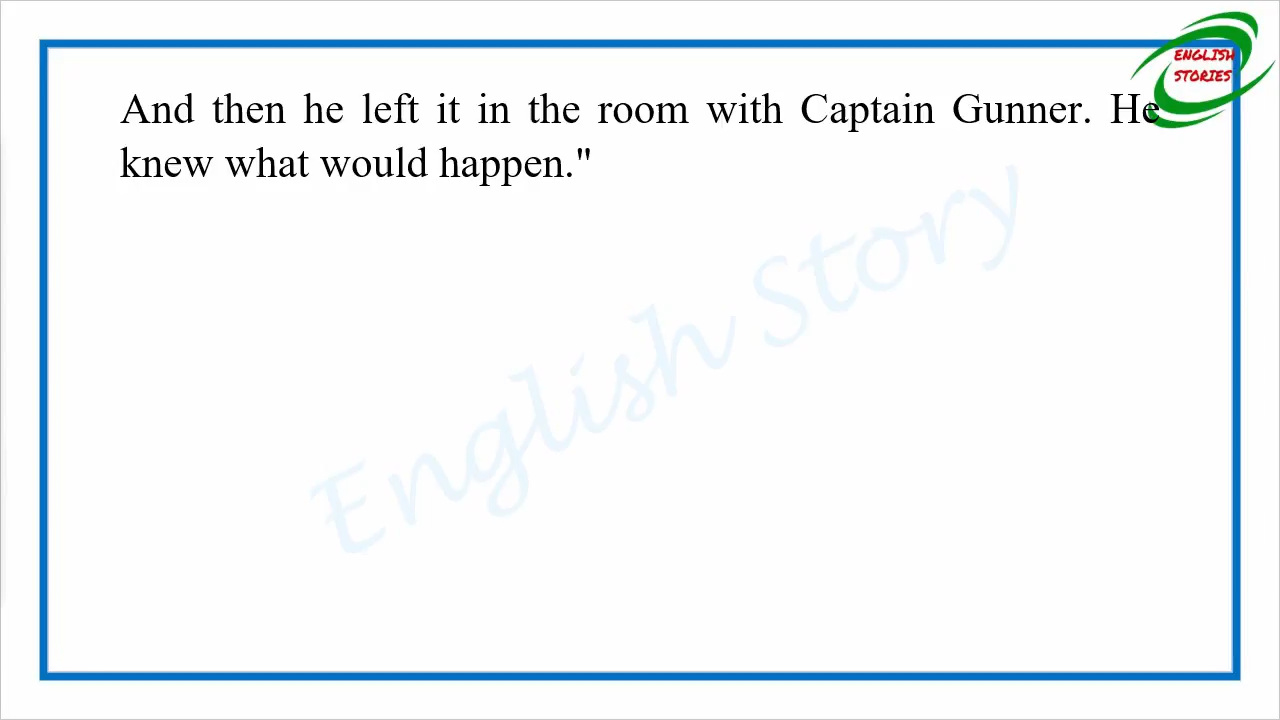 ENGLISH
STORIES
And then he left it in the room with Captain Gunner. He
knew what would happen."
English Story